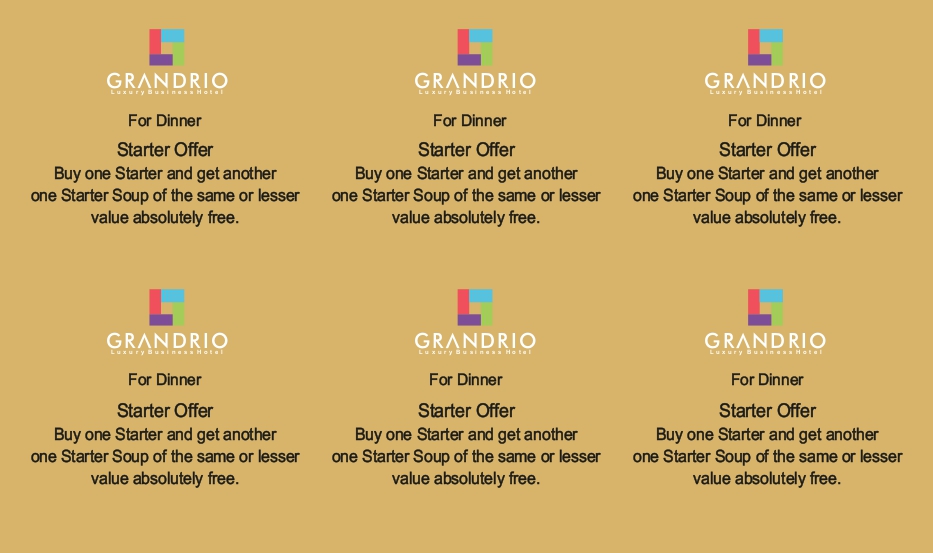 GRANDRIO
Luxury Business Hotel
For Dinner
Starter Offer
Buy one Starter and get another
one Starter Soup of the same or lesser
value absolutely free.
GRANDRIO
Luxury Business Hotel
For Dinner
Starter Offer
Buy one Starter and get another
one Starter Soup of the same or lesser
value absolutely free.
GRANDRIO
Luxury Business Hotel
For Dinner
Starter Offer
Buy one Starter and get another
one Starter Soup of the same or lesser
value absolutely free.
GRANDRIO
Luxury Business Hotel
For Dinner
Starter Offer
Buy one Starter and get another
one Starter Soup of the same or lesser
value absolutely free.
GRANDRIO
Luxury Business Hotel
For Dinner
Starter Offer
Buy one Starter and get another
one Starter Soup of the same or lesser
value absolutely free.
GRANDRIO
Luxury Business Hotel
For Dinner
Starter Offer
Buy one Starter and get another
one Starter Soup of the same or lesser
value absolutely free.